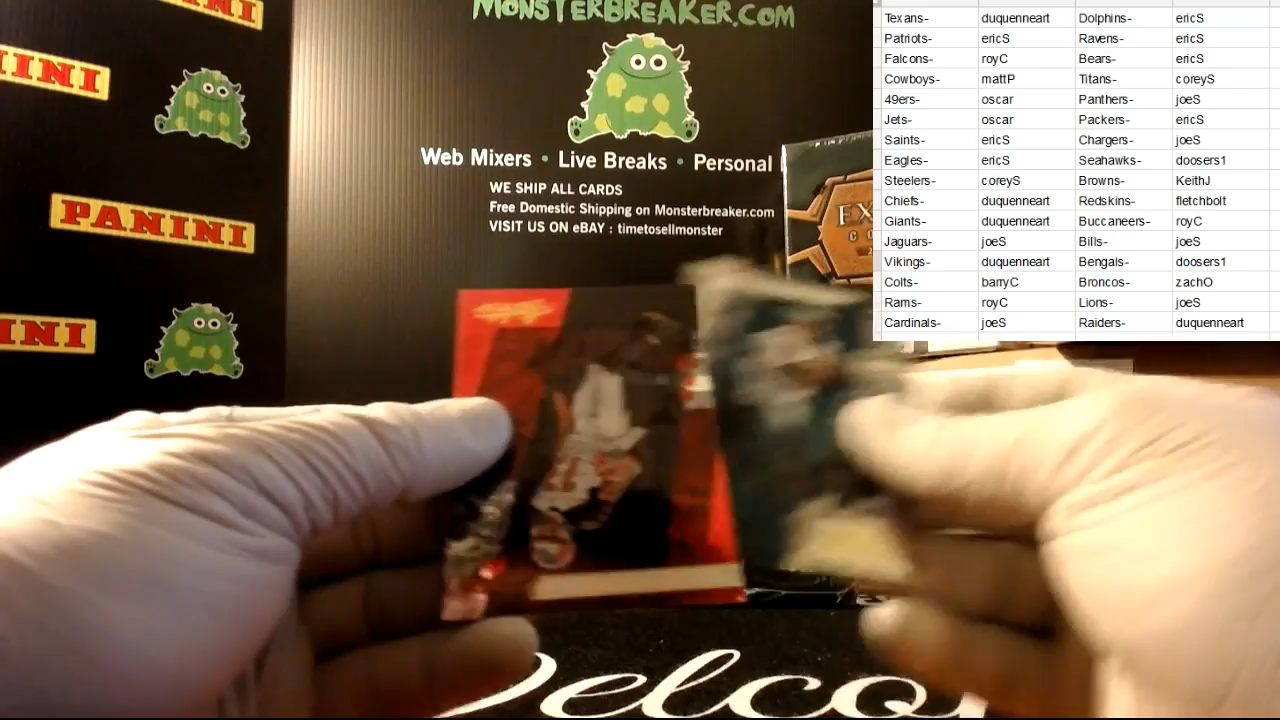 MONSTERBREAKER.COM
Web Mixers • Live Breaks • Personal
WE SHIP ALL CARDS
Free Domestic Shipping on Monsterbreaker.com
VISIT US ON eBAY : timetosellmonster
PANINI
Texans- duquenneart Dolphins- ericS
Patriots- ericS Ravens- ericS
Falcons- royC Bears- ericS
Cowboys- mattP Titans- coreyS
49ers- oscar Panthers- joeS
Jets- oscar Packers- ericS
Saints- ericS Chargers- joeS
Eagles- ericS Seahawks- doosers1
Steelers- coreyS Browns- KeithJ
Chiefs- duquenneart Redskins- fletchbolt
Giants- duquenneart Buccaneers- royC
Jaguars- joeS Bills- joeS
Vikings- duquenneart Bengals- doosers1
Colts- barryC Broncos- zachO
Rams- royC Lions- joeS
Cardinals- joeS Raiders- duquenneart